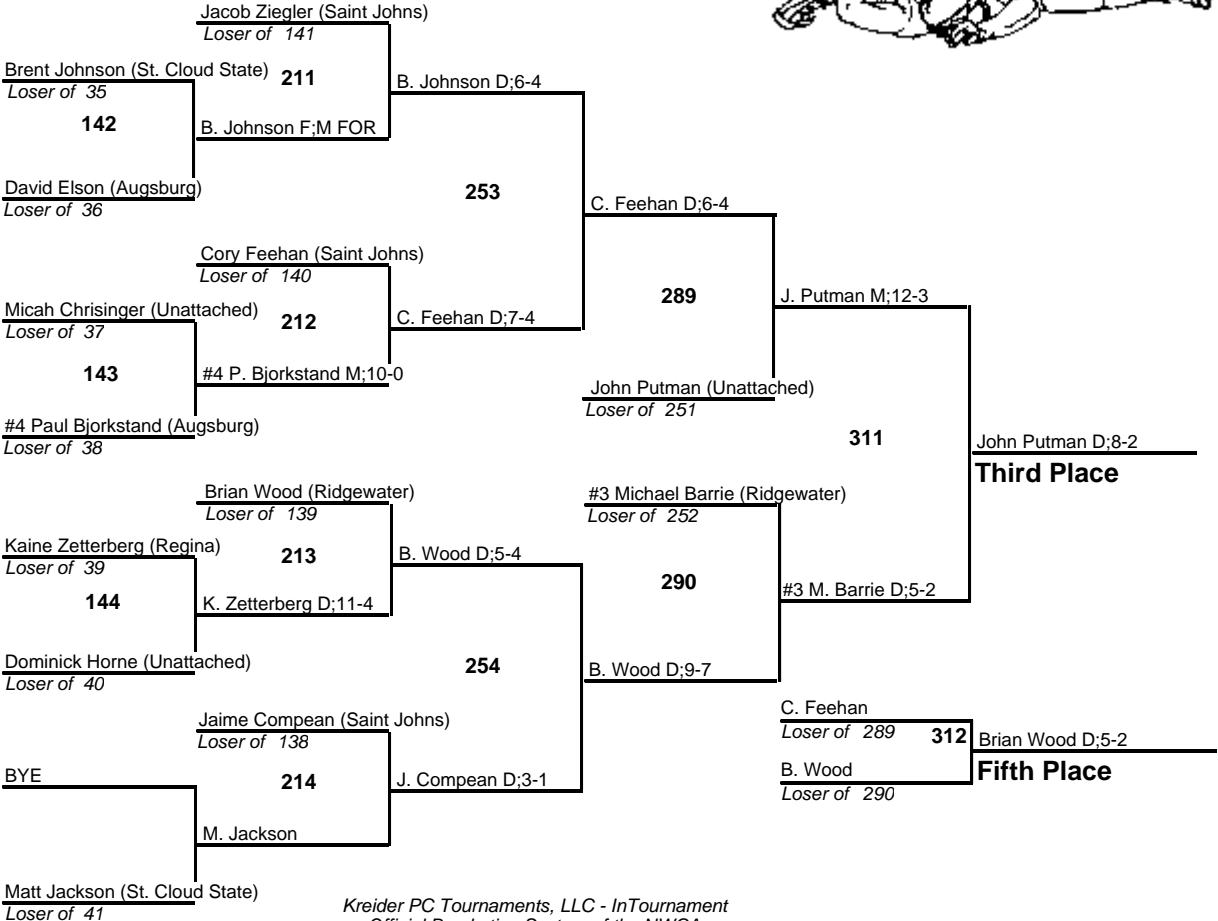 Jacob Ziegler (Saint Johns)
Loser of 141
Brent Johnson (St. Cloud State)
Loser of 35
211
B. Johnson D;6-4
142
B. Johnson F;M FOR
David Elson (Augsburg)
Loser of 36
253
C. Feehan D;6-4
Cory Feehan (Saint Johns)
Loser of 140
Micah Chrisinger (Unattached)
Loser of 37
212
C. Feehan D;7-4
289
J. Putman M;12-3
143
#4 P. Bjorkstand M;10-0
John Putman (Unattached)
Loser of 251
#4 Paul Bjorkstand (Augsburg)
Loser of 38
311
John Putman D;8-2
Third Place
Brian Wood (Ridgewater)
Loser of 139
#3 Michael Barrie (Ridgewater)
Loser of 252
Kaine Zetterberg (Regina)
Loser of 39
213
B. Wood D;5-4
290
#3 M. Barrie D;5-2
144
K. Zetterberg D;11-4
Dominick Horne (Unattached)
Loser of 40
254
B. Wood D;9-7
Jaime Compean (Saint Johns)
Loser of 138
C. Feehan
Loser of 289
312
Brian Wood D;5-2
Fifth Place
B. Wood
Loser of 290
BYE
214
J. Compean D;3-1
M. Jackson
Matt Jackson (St. Cloud State)
Loser of 41
Kreider PC Tournaments, LLC - InTournament